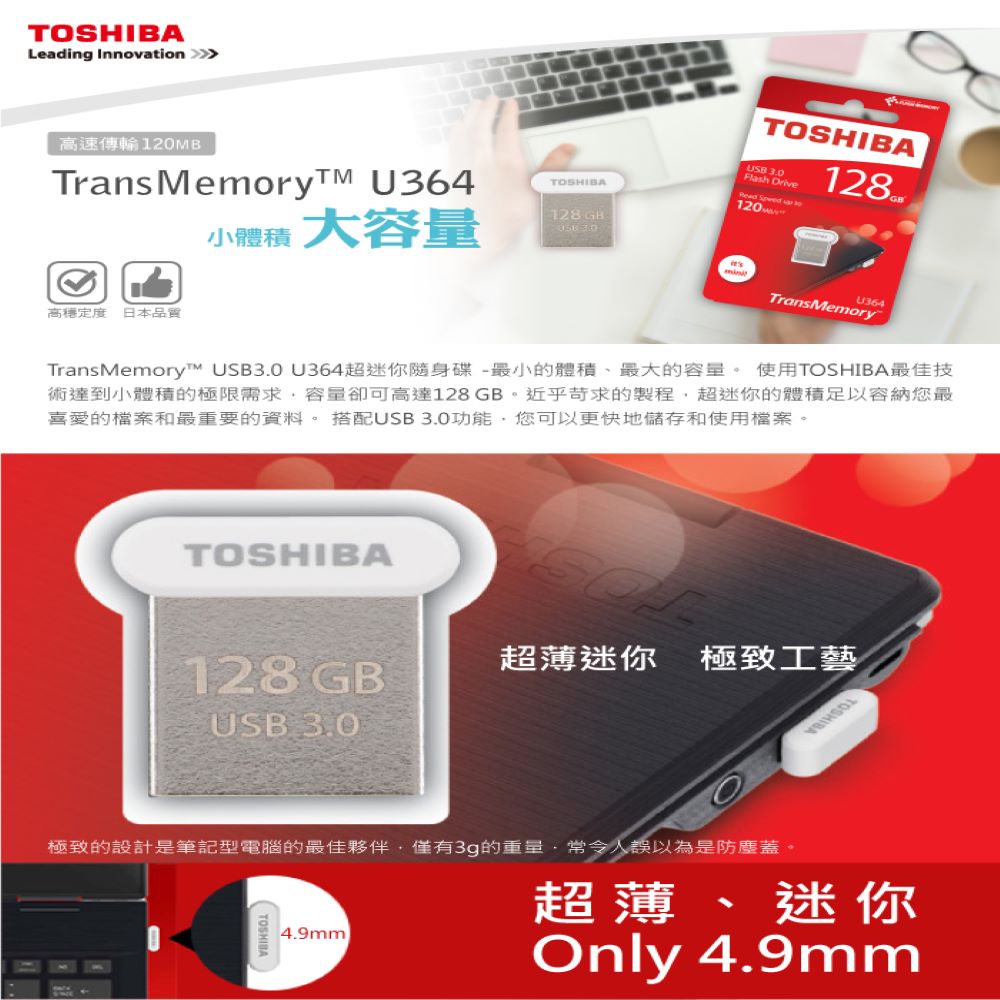 TOSHIBA
Leading Innovation >>>
高速傳輸120MB
TransMemory™ U364
小體積 大容量
高穩定度 日本品質
TOSHIBA
128 GB
USB 3.0
TOSHIBA
USB 3.0
Flash Drive
128GB
Read Speed up to
120MB/s
TOSHIBA
it's
mini!
U364
TransMemory™
TransMemory™ USB3.0 U364超迷你隨身碟 -最小的體積、最大的容量。 使用TOSHIBA最佳技
術達到小體積的極限需求，容量卻可高達128 GB。近乎苛求的製程，超迷你的體積足以容納您最
喜愛的檔案和最重要的資料。 搭配USB 3.0功能，您可以更快地儲存和使用檔案。
TOSHIBA
128 GB
USB 3.0
TOSHIBA
超薄迷你 極致工藝
TOSHIBA
極致的設計是筆記型電腦的最佳夥伴，僅有3g的重量，常令人誤以為是防塵蓋。
TOSHIBA
4.9mm
超薄、迷你
Only 4.9mm